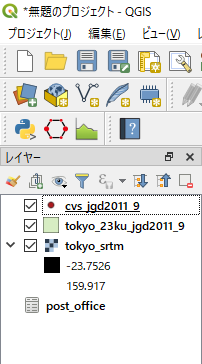 *無題のプロジェクト - QGIS
プロジェクト(J) 編集(E) ビュー(V)
レイヤー
cvs_jgd2011_9
tokyo_23ku_jgd2011_9
tokyo_srtm
-23.7526
159.917
post_office